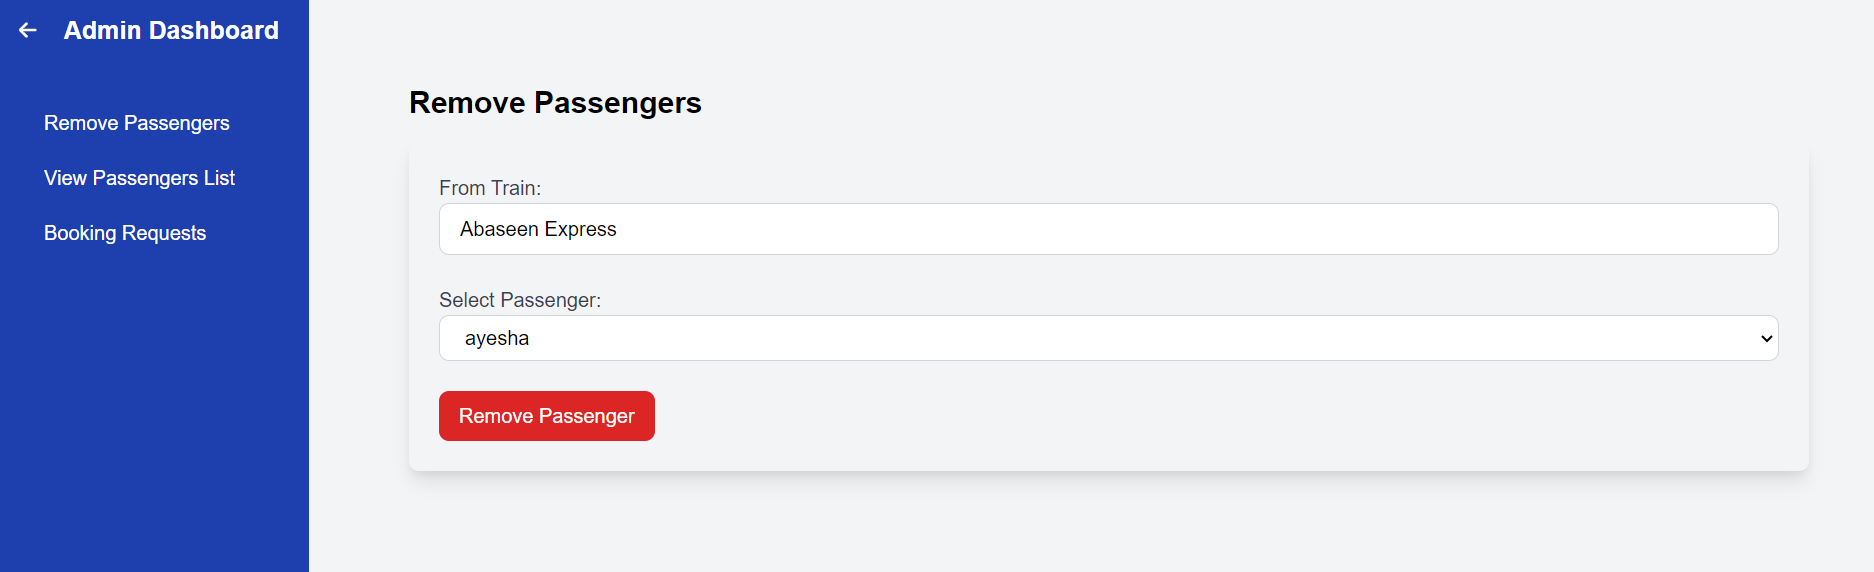 Admin Dashboard
Remove Passengers
View Passengers List
Booking Requests
Remove Passengers
From Train:
Abaseen Express
Select Passenger:
ayesha
Remove Passenger